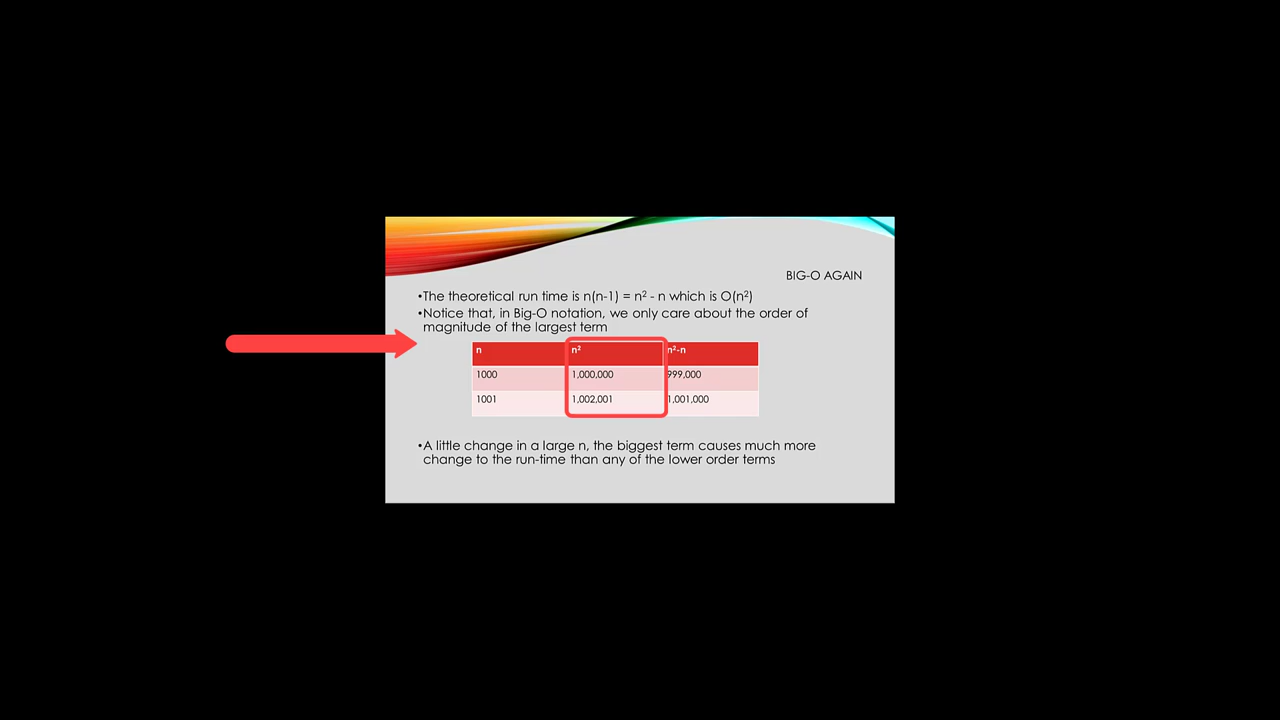 BIG-O AGAIN
•The theoretical run time is n(n-1) = n² - n which is O(n²)
•Notice that, in Big-O notation, we only care about the order of
magnitude of the largest term
n n² n²-n
1000 1,000,000 999,000
1001 1,002,001 1,001,000
•A little change in a large n, the biggest term causes much more
change to the run-time than any of the lower order terms